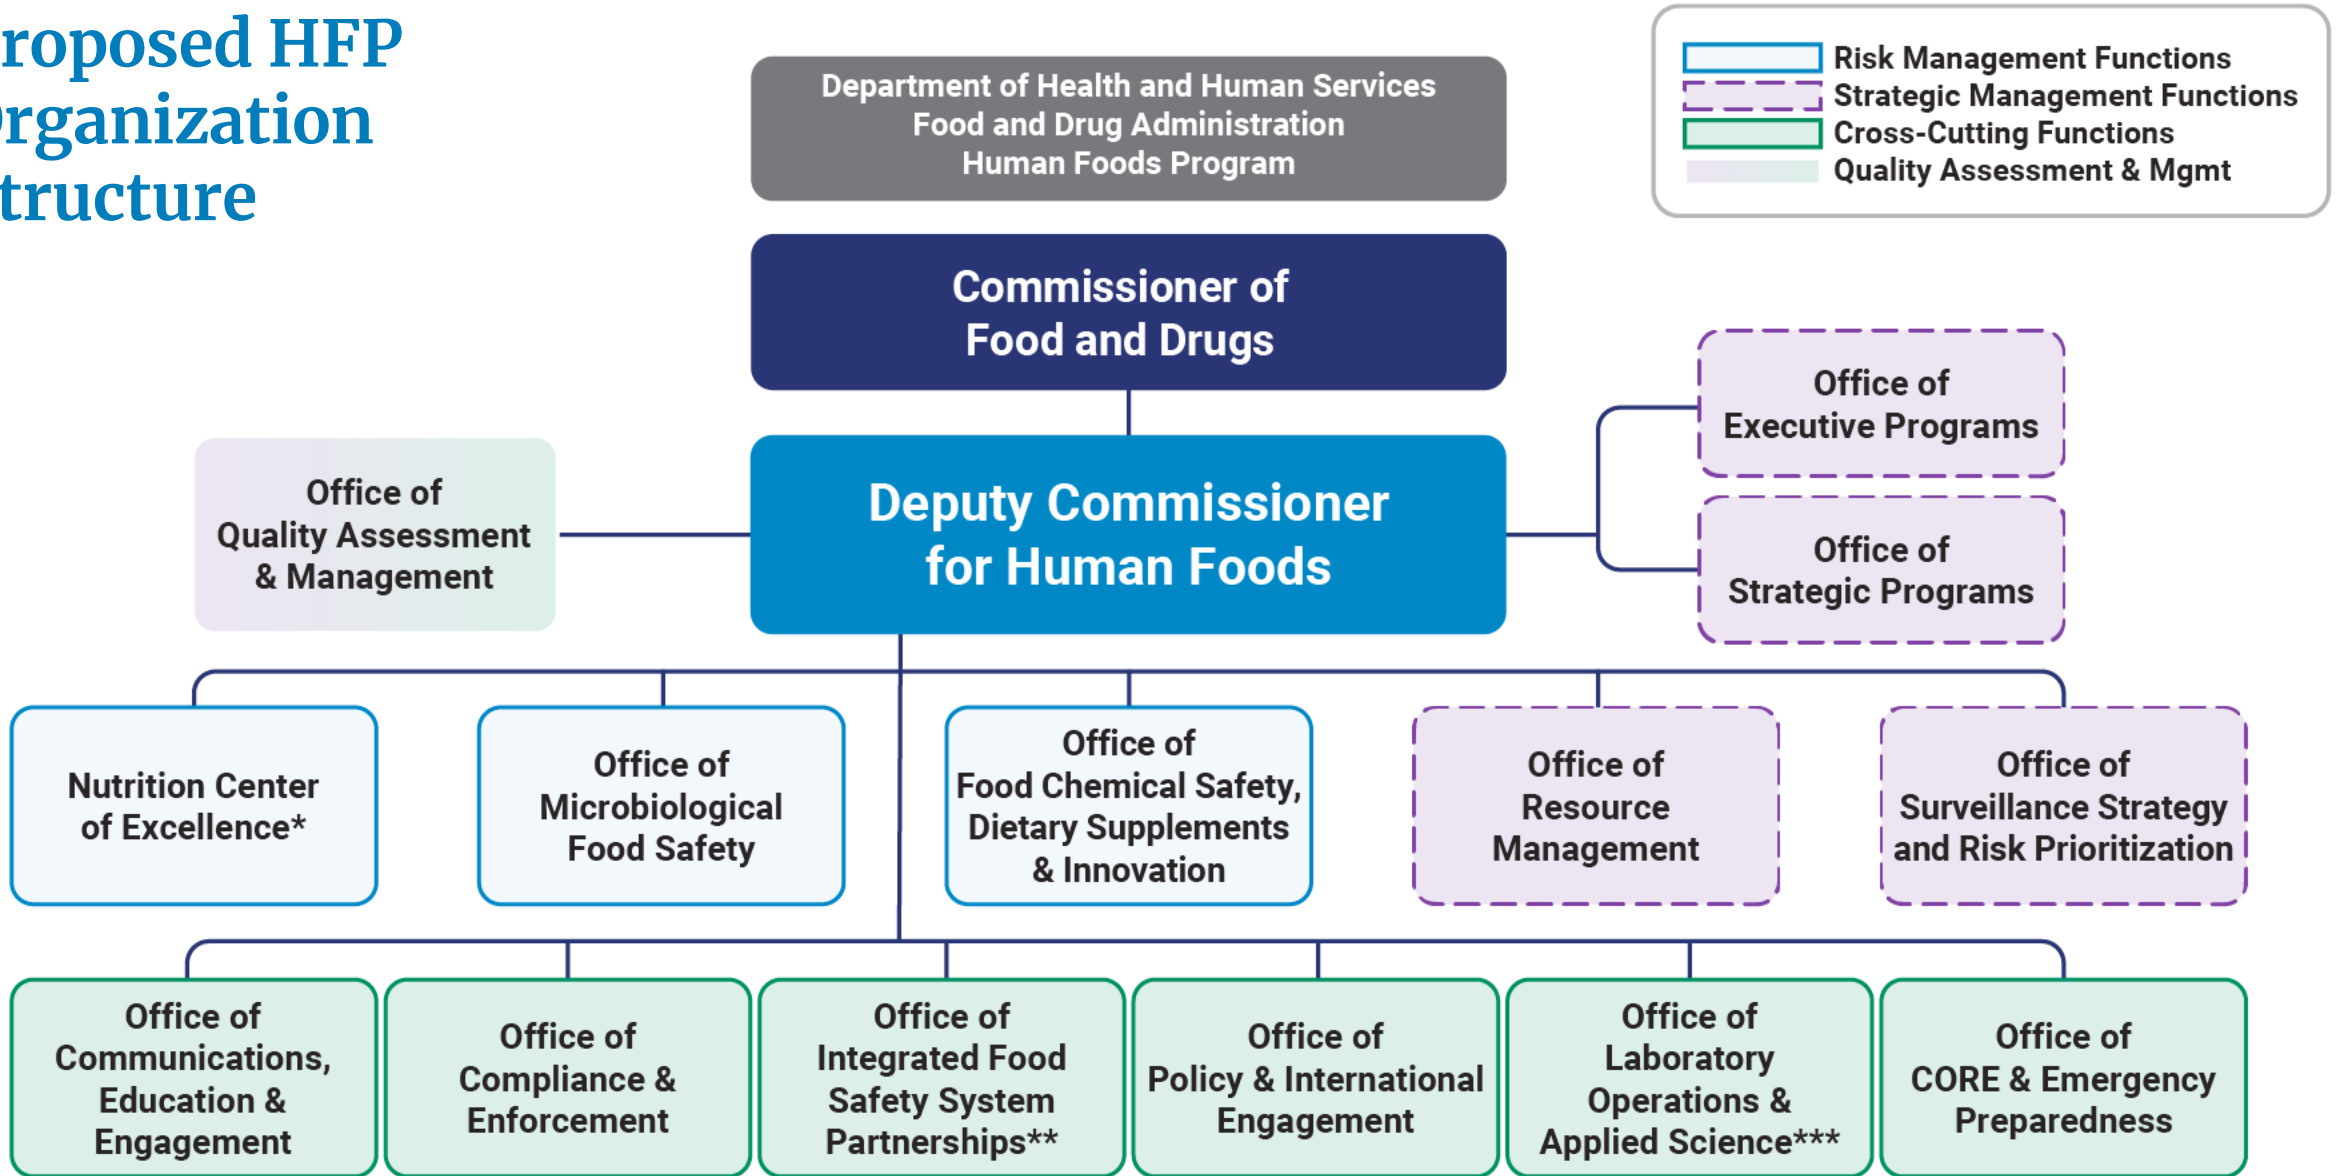 roposed HFP
rganization
tructure
Department of Health and Human Services
Food and Drug Administration
Human Foods Program
Risk Management Functions
Strategic Management Functions
Cross-Cutting Functions
Quality Assessment & Mgmt
Commissioner of
Food and Drugs
Office of
Executive Programs
Office of
Quality Assessment
& Management
Deputy Commissioner
for Human Foods
Office of
Strategic Programs
Nutrition Center
of Excellence*
Office of
Microbiological
Food Safety
Office of
Food Chemical Safety,
Dietary Supplements
& Innovation
Office of
Resource
Management
Office of
Surveillance Strategy
and Risk Prioritization
Office of
Communications,
Education &
Engagement
Office of
Compliance &
Enforcement
Office of
Integrated Food
Safety System
Partnerships**
Office of
Policy & International
Engagement
Office of
Laboratory
Operations &
Applied Science***
Office of
CORE & Emergency
Preparedness